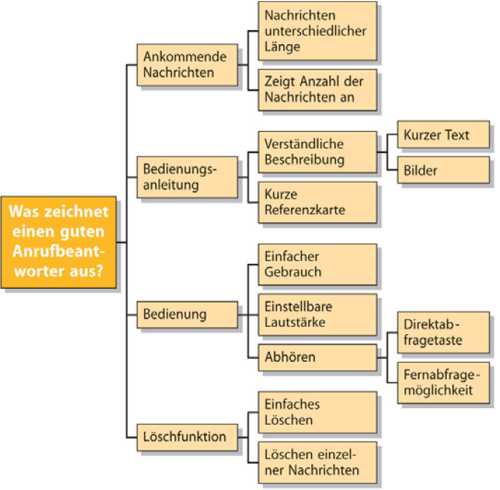 Was zeichnet
einen guten
Anrufbeant-
worter aus?
Ankommende
Nachrichten
Nachrichten
unterschiedlicher
Länge
Zeigt Anzahl der
Nachrichten an
Bedienungs-
anleitung
Verständliche
Beschreibung
Kurzer Text
Bilder
Kurze
Referenzkarte
Bedienung
Einfacher
Gebrauch
Einstellbare
Lautstärke
Abhören
Direktab-
fragetaste
Fernabfrage-
möglichkeit
Löschfunktion
Einfaches
Löschen
Löschen einzel-
ner Nachrichten